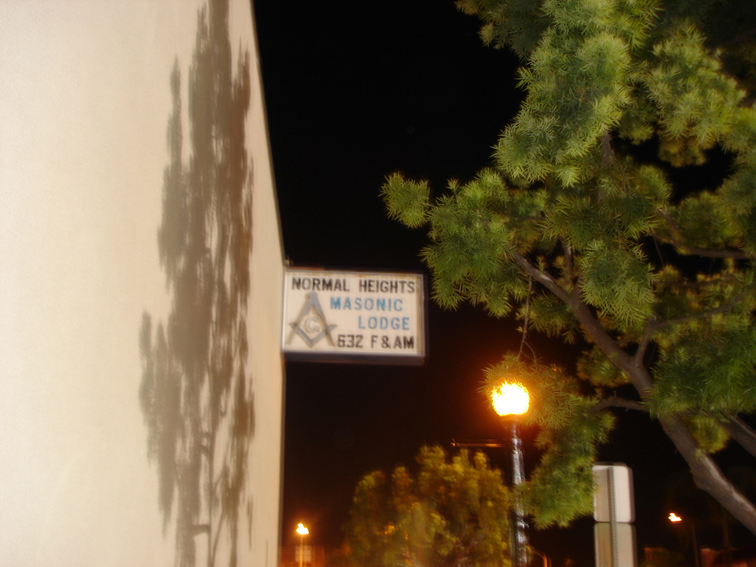 NORMAL HEIGHTS
MASONIC
LODGE
G
632 F & AM